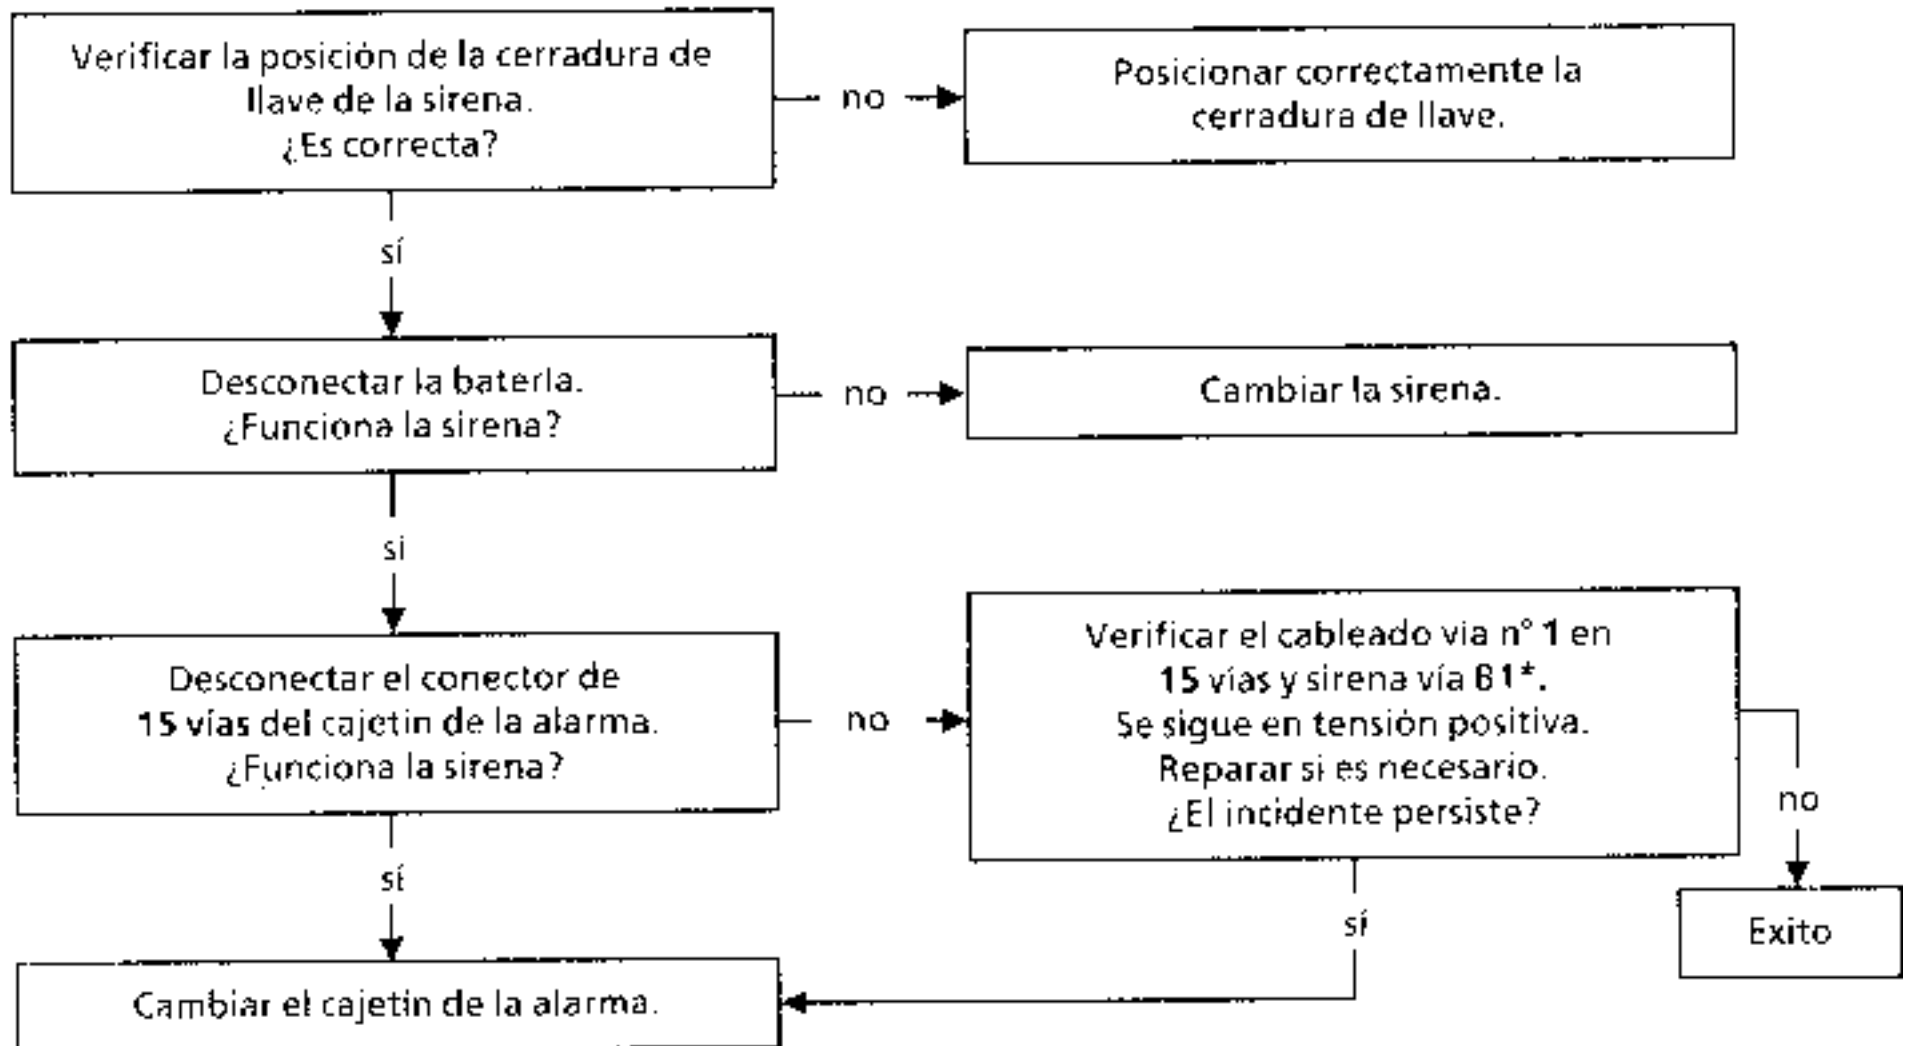 Verificar la posición de la cerradura de
llave de la sirena.
¿Es correcta?
no
Posicionar correctamente la
cerradura de llave.
sí
Desconectar la batería.
¿Funciona la sirena?
no
Cambiar la sirena.
si
Desconectar el conector de
15 vías del cajetin de la alarma.
¿Funciona la sirena?
no
Verificar el cableado via n° 1 en
15 vías y sirena vía B1*.
Se sigue en tensión positiva.
Reparar si es necesario.
¿El incidente persiste?
no
sí
sí
Exito
Cambiar el cajetin de la alarma.